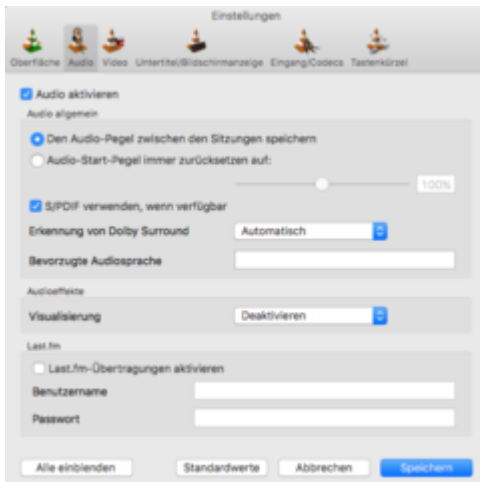 Einstellungen
Oberfläche Audio Video Untertitel/Bildschirmanzeige Eingang/Codecs Tastenkürzel
Audio aktivieren
Audio allgemein
Den Audio-Pegel zwischen den Sitzungen speichern
Audio-Start-Pegel immer zurücksetzen auf:
100%
S/PDIF verwenden, wenn verfügbar
Erkennung von Dolby Surround Automatisch
Bevorzugte Audiosprache
Audioeffekte
Visualisierung Deaktivieren
Last.fm
Last.fm-Übertragungen aktivieren
Benutzername
Passwort
Alle einblenden Standardwerte Abbrechen Speichern